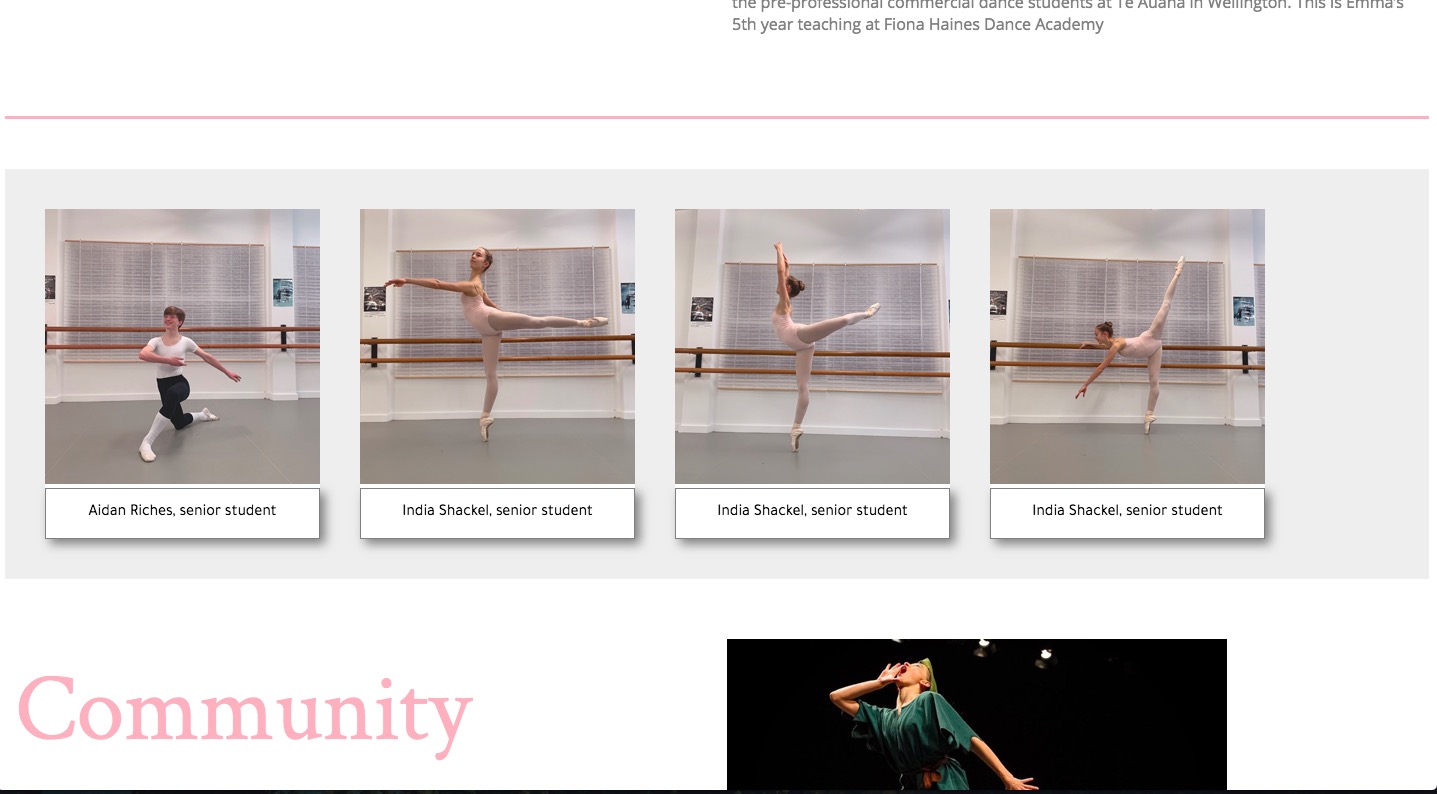 the pre-professional commercial dance students at Te Auaha in Wellington. This is Emma's
5th year teaching at Fiona Haines Dance Academy
Aidan Riches, senior student
India Shackel, senior student
India Shackel, senior student
India Shackel, senior student
Community